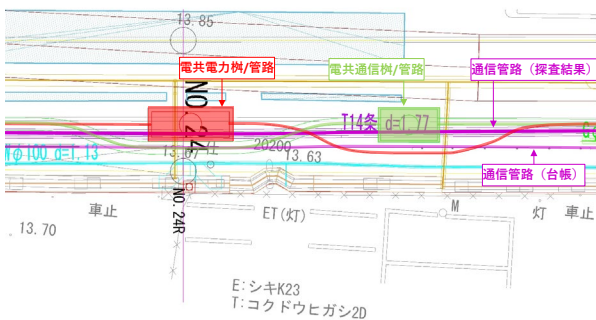 13.85
電共電力桝/管路
電共通信桝/管路
通信管路（探査結果）
NO. 24
T14条 d=1.77
φ100 d=1.13
13.67
20200
13.63
通信管路（台帳）
NO. 24R
車止
ET(灯)
M
灯
車止
13.70
E:シキK23
T:コクドウヒガシ2D